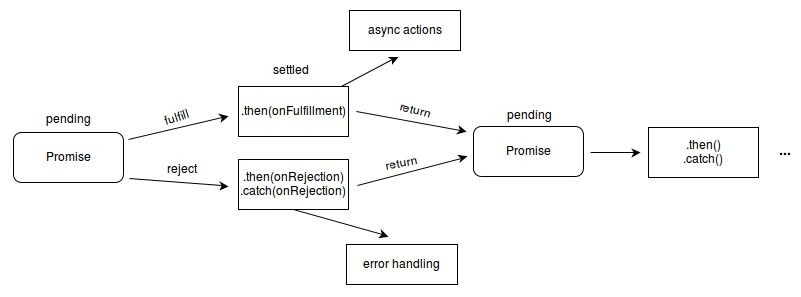 async actions
settled
pending
fulfill
.then(onFulfillment)
return
pending
Promise
reject
.then(onRejection)
.catch(onRejection)
return
Promise
.then()
.catch()
...
error handling